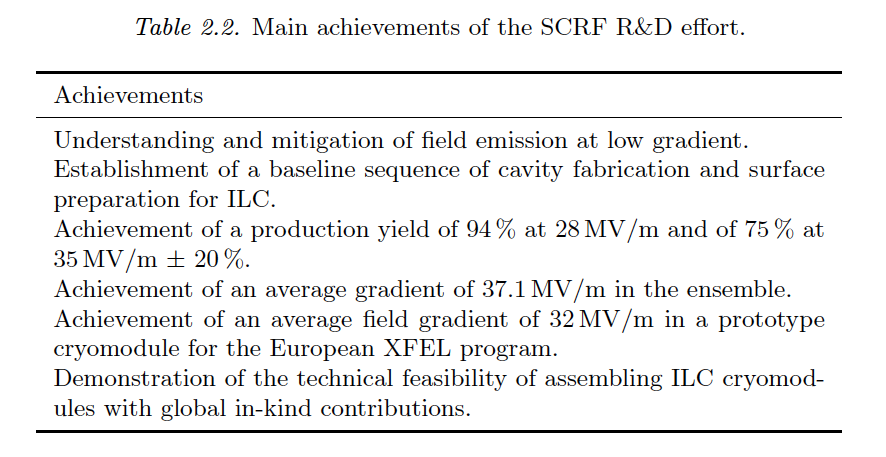 Table 2.2. Main achievements of the SCRF R&D effort.
Achievements
Understanding and mitigation of field emission at low gradient.
Establishment of a baseline sequence of cavity fabrication and surface
preparation for ILC.
Achievement of a production yield of 94 % at 28 MV/m and of 75 % at
35 MV/m ± 20 %.
Achievement of an average gradient of 37.1 MV/m in the ensemble.
Achievement of an average field gradient of 32 MV/m in a prototype
cryomodule for the European XFEL program.
Demonstration of the technical feasibility of assembling ILC cryomod-
ules with global in-kind contributions.